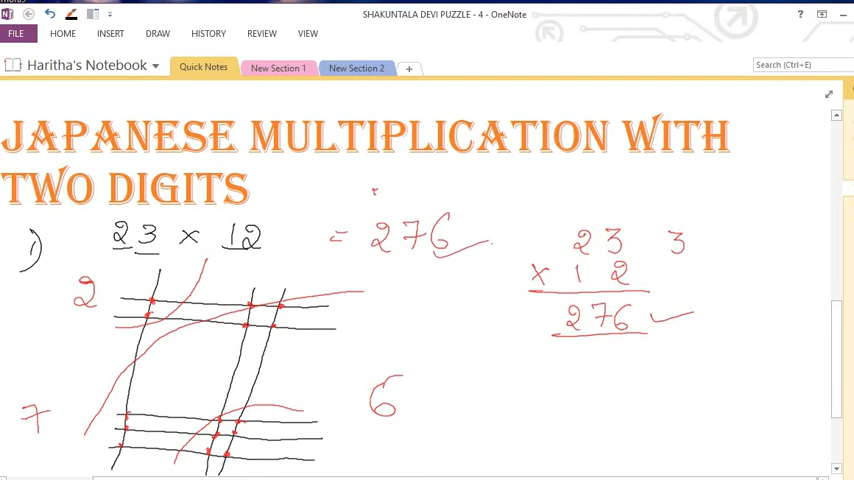 SHAKUNTALA DEVI PUZZLE - 4 - OneNote
FILE HOME INSERT DRAW HISTORY REVIEW VIEW
Haritha's Notebook Quick Notes New Section 1 New Section 2 +
Search (Ctrl+E)
JAPANESE MULTIPLICATION WITH
TWO DIGITS
1) 23 × 12 = 276
23 3
× 12
276
2
7
6